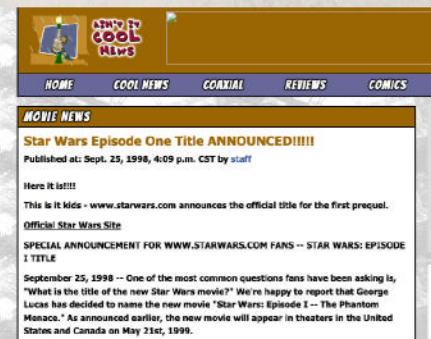 AIN'T IT
COOL
NEWS
HOME COOL NEWS COAXIAL REVIEWS COMICS
MOVIE NEWS
Star Wars Episode One Title ANNOUNCED!!!!!
Published at: Sept. 25, 1998, 4:09 p.m. CST by staff
Here it is!!!!
This is it kids - www.starwars.com announces the official title for the first prequel.
Official Star Wars Site
SPECIAL ANNOUNCEMENT FOR WWW.STARWARS.COM FANS -- STAR WARS: EPISODE
I TITLE
September 25, 1998 -- One of the most common questions fans have been asking is,
"What is the title of the new Star Wars movie?" We're happy to report that George
Lucas has decided to name the new movie "Star Wars: Episode I -- The Phantom
Menace." As announced earlier, the new movie will appear in theaters in the United
States and Canada on May 21st, 1999.